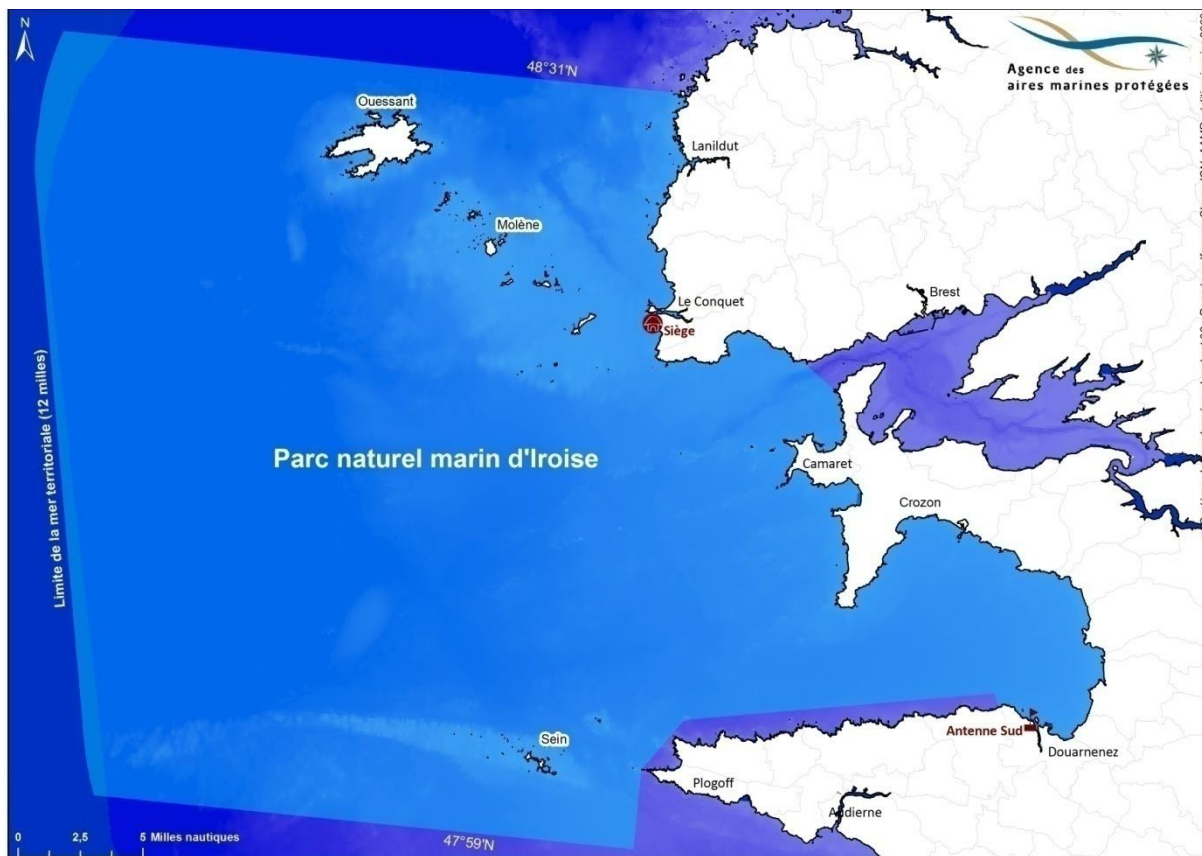 N
48°31'N
Agence des
aires marines protégées
Ouessant
Lanildut
Molène
Le Conquet
Brest
Siège
Parc naturel marin d'Iroise
Camaret
Limite de la mer territoriale (12 milles)
Crozon
Sein
Antenne Sud
Douarnenez
Plogoff
Audierne
0 2,5 5 Milles nautiques
47°59'N